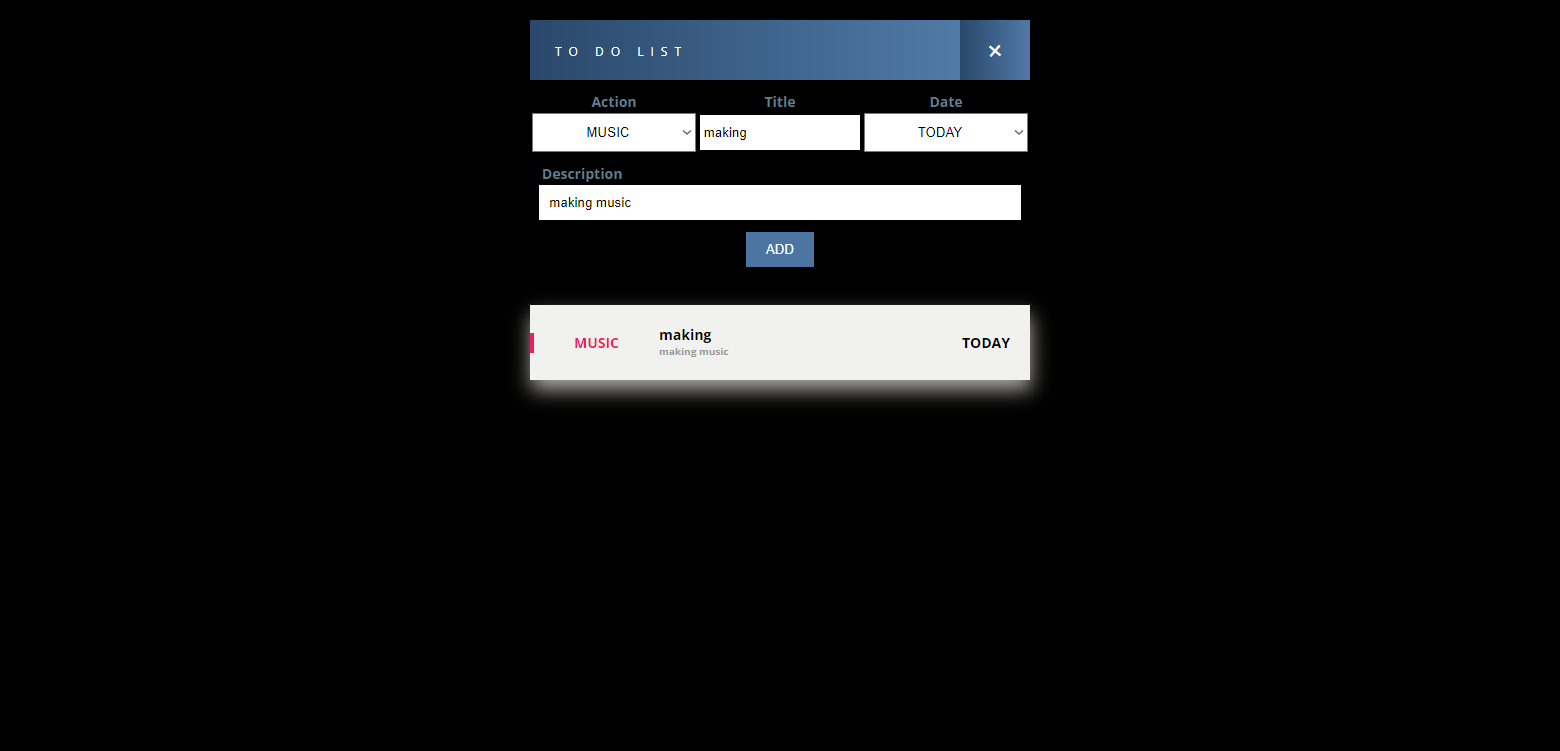 TO DO LIST ×
Action Title Date
MUSIC making TODAY
Description
making music
ADD
MUSIC making TODAY
making music